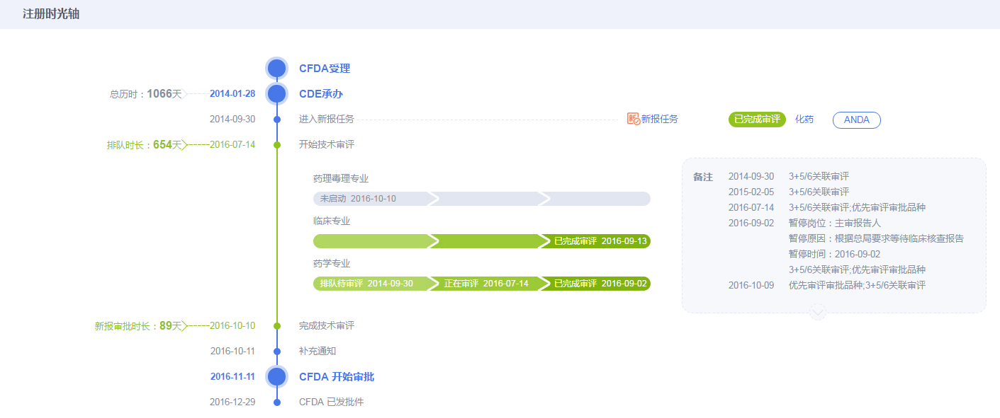 注册时光轴
CFDA受理
总历时：1066天 2014-01-28 CDE承办
2014-09-30 进入新报任务 新报任务 已完成审评 化药 ANDA
排队时长：654天 2016-07-14 开始技术审评
药理毒理专业
未启动 2016-10-10
临床专业
已完成审评 2016-09-13
药学专业
排队待审评 2014-09-30 正在审评 2016-07-14 已完成审评 2016-09-02
备注 2014-09-30 3+5/6关联审评
2015-02-05 3+5/6关联审评
2016-07-14 3+5/6关联审评;优先审评审批品种
2016-09-02 暂停岗位：主审报告人
暂停原因：根据总局要求等待临床核查报告
暂停时间：2016-09-02
3+5/6关联审评;优先审评审批品种
2016-10-09 优先审评审批品种;3+5/6关联审评
新报审批时长：89天 2016-10-10 完成技术审评
2016-10-11 补充通知
2016-11-11 CFDA 开始审批
2016-12-29 CFDA 已发批件